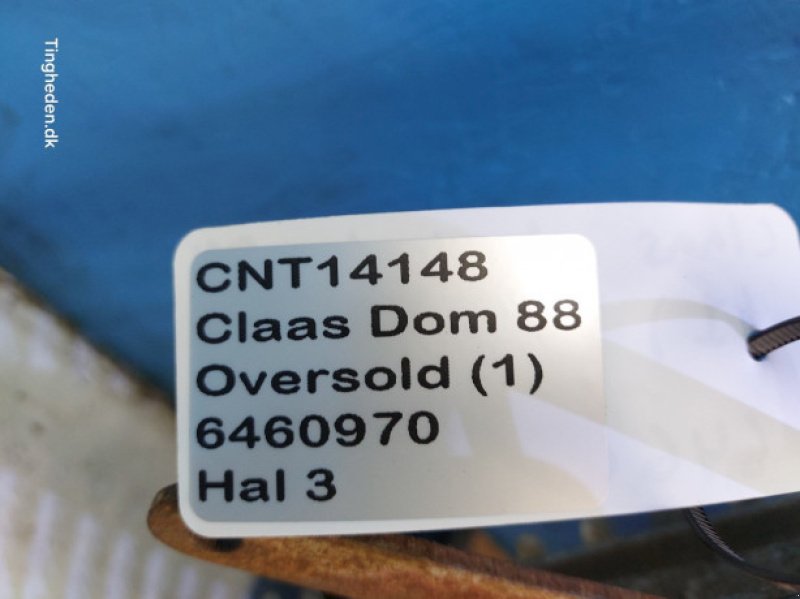 Tingheden.dk
CNT14148
Claas Dom 88
Oversold (1)
6460970
Hal 3